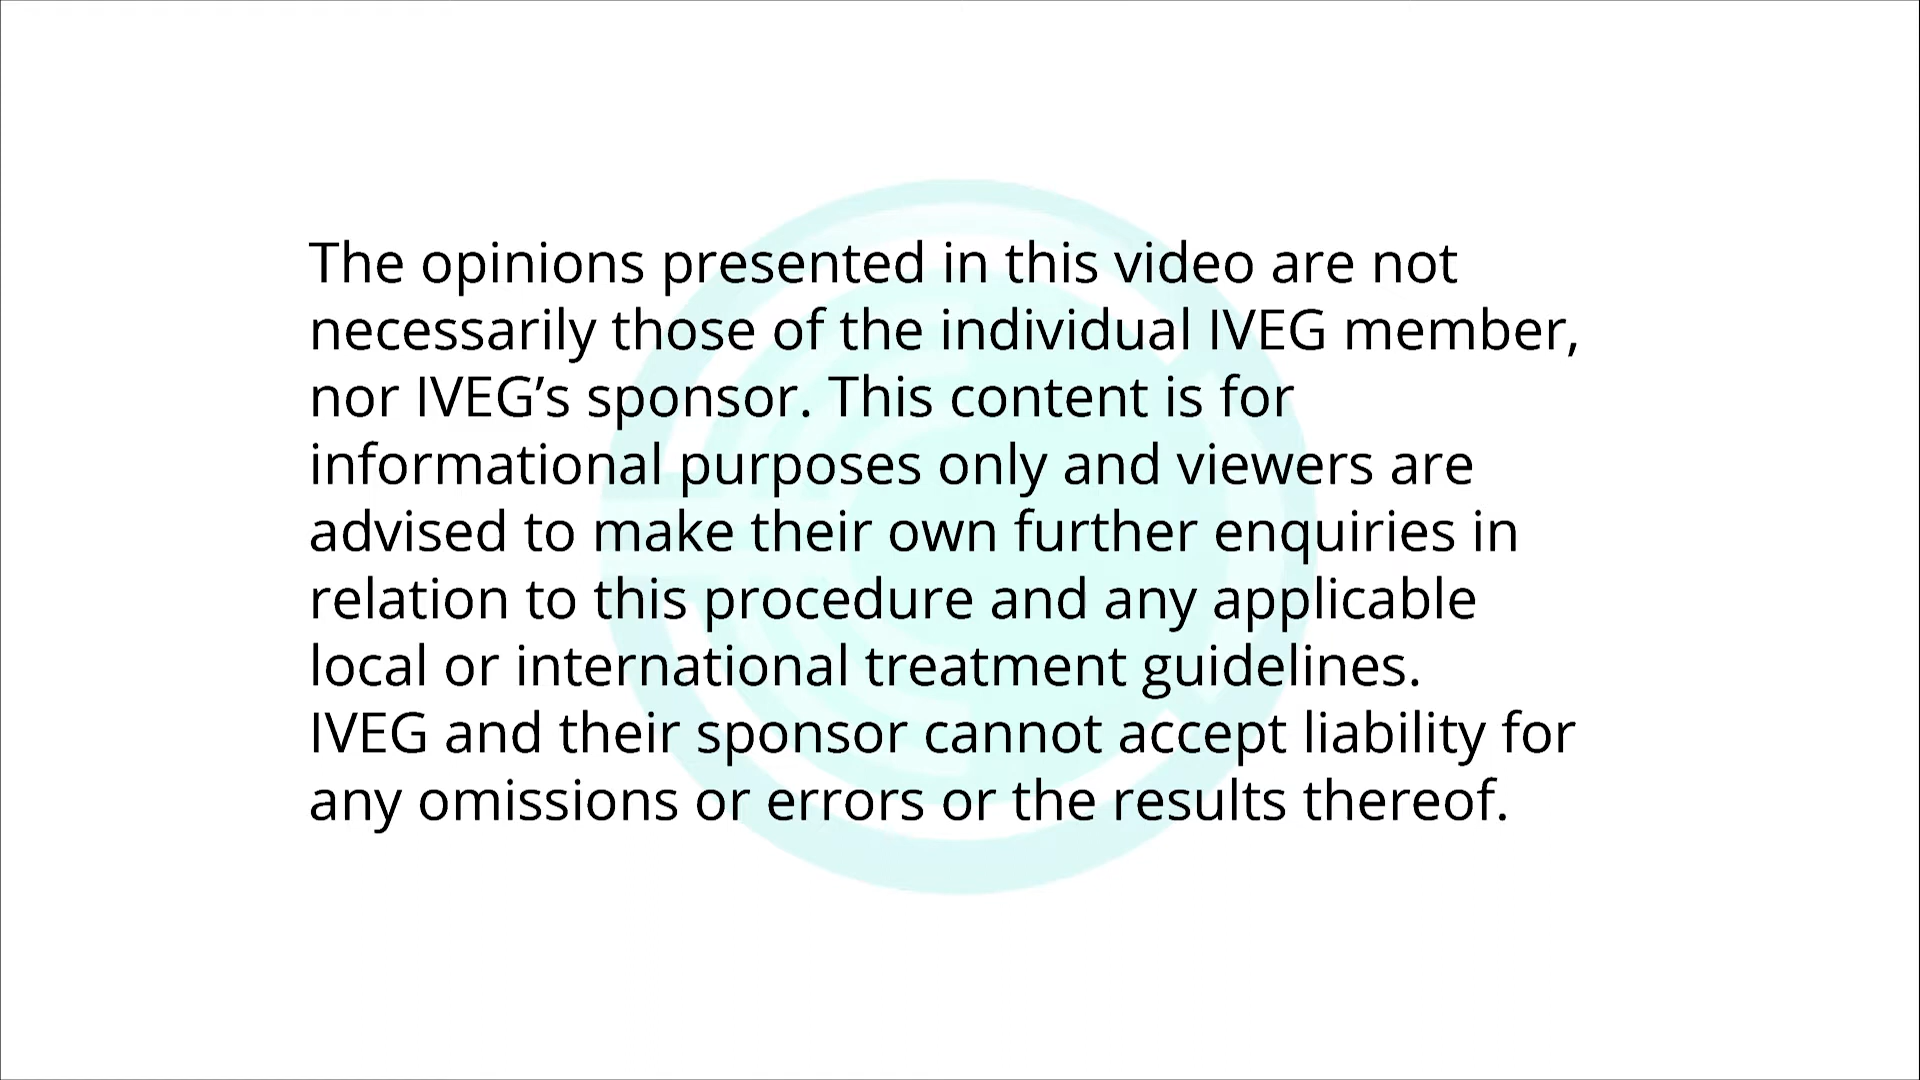 The opinions presented in this video are not
necessarily those of the individual IVEG member,
nor IVEG’s sponsor. This content is for
informational purposes only and viewers are
advised to make their own further enquiries in
relation to this procedure and any applicable
local or international treatment guidelines.
IVEG and their sponsor cannot accept liability for
any omissions or errors or the results thereof.